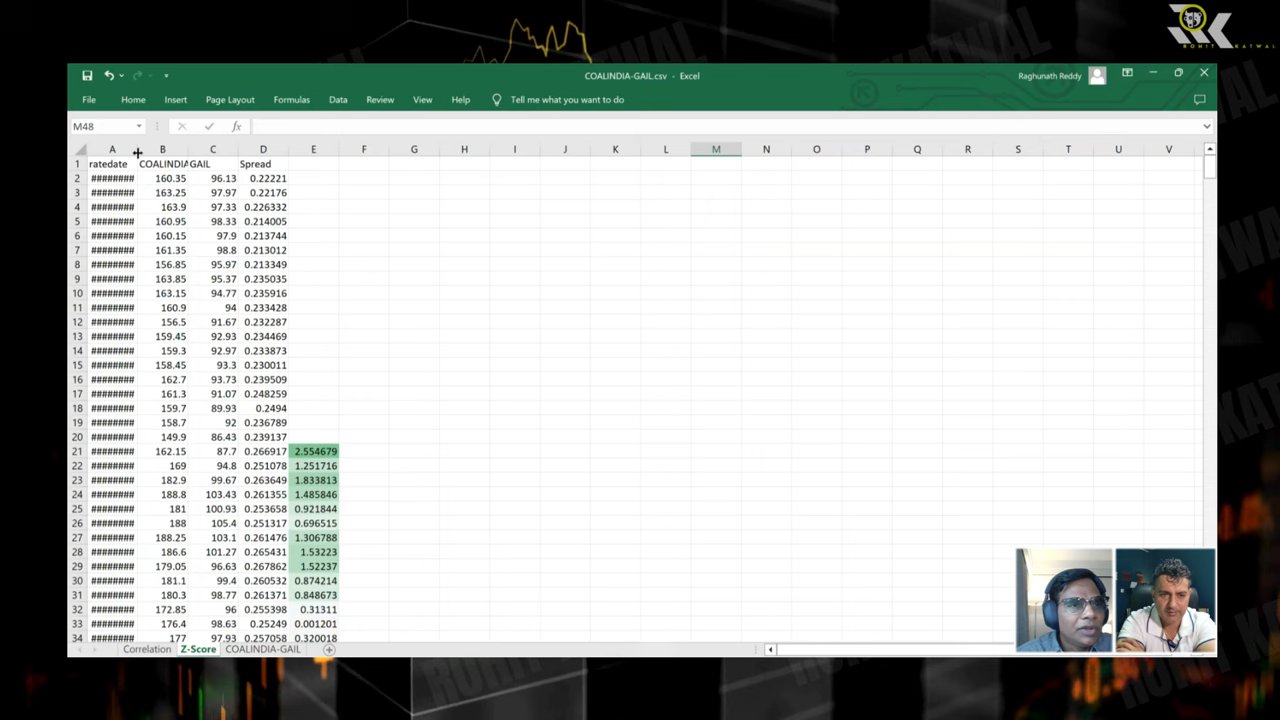 ROHIT KATWAL
COALINDIA-GAIL.csv - Excel
Raghunath Reddy
File Home Insert Page Layout Formulas Data Review View Help Tell me what you want to do
M48 fx
A B C D E F G H I J K L M N O P Q R S T U V
1 ratedate COALINDIA GAIL Spread
2 ######## 160.35 96.13 0.22221
3 ######## 163.25 97.97 0.22176
4 ######## 163.9 97.33 0.226332
5 ######## 160.95 98.33 0.214005
6 ######## 160.15 97.9 0.213744
7 ######## 161.35 98.8 0.213012
8 ######## 156.85 95.97 0.213349
9 ######## 163.85 95.37 0.235035
10 ######## 163.15 94.77 0.235916
11 ######## 160.9 94 0.233428
12 ######## 156.5 91.67 0.232287
13 ######## 159.45 92.93 0.234469
14 ######## 159.3 92.97 0.233873
15 ######## 158.45 93.3 0.230011
16 ######## 162.7 93.73 0.239509
17 ######## 161.3 91.07 0.248259
18 ######## 159.7 89.93 0.2494
19 ######## 158.7 92 0.236789
20 ######## 149.9 86.43 0.239137
21 ######## 162.15 87.7 0.266917 2.554679
22 ######## 169 94.8 0.251078 1.251716
23 ######## 182.9 99.67 0.263649 1.833813
24 ######## 188.8 103.43 0.261355 1.485846
25 ######## 181 100.93 0.253658 0.921844
26 ######## 188 105.4 0.251317 0.696515
27 ######## 188.25 103.1 0.261476 1.306788
28 ######## 186.6 101.27 0.265431 1.53223
29 ######## 179.05 96.63 0.267862 1.52237
30 ######## 181.1 99.4 0.260532 0.874214
31 ######## 180.3 98.77 0.261371 0.848673
32 ######## 172.85 96 0.255398 0.31311
33 ######## 176.4 98.63 0.25249 0.001201
34 ######## 177 97.93 0.257058 0.320018
Correlation Z-Score COALINDIA-GAIL